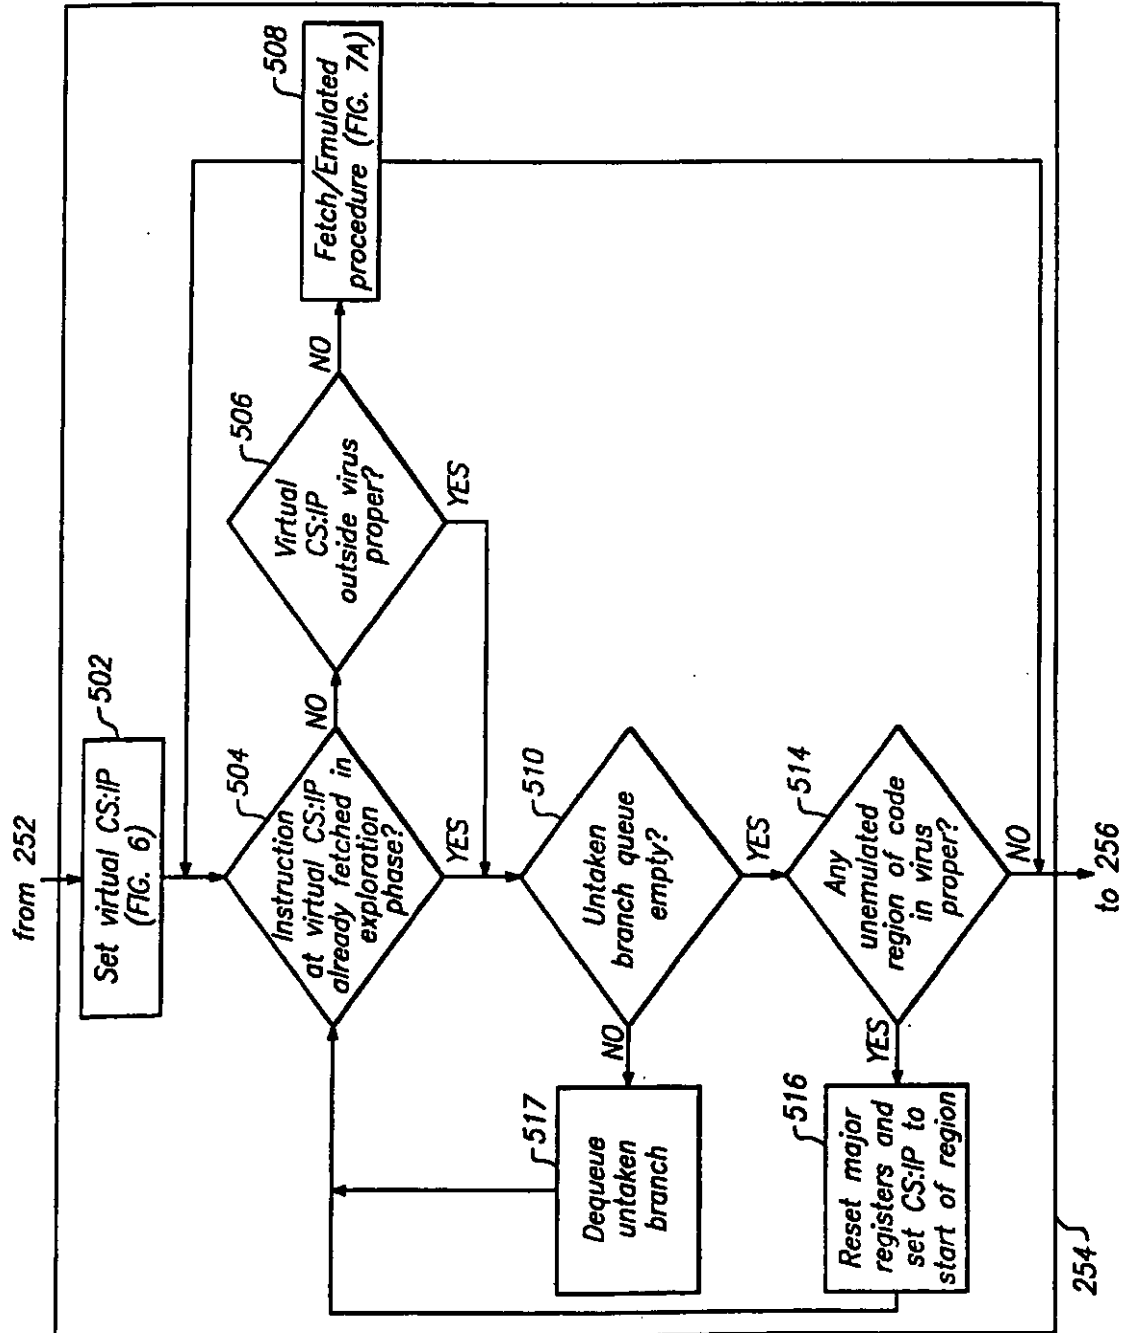 from 252
502
Set virtual CS:IP
(FIG. 6)
504
Instruction
at virtual CS:IP
already fetched in
exploration
phase?
NO
YES
506
Virtual
CS:IP
outside virus
proper?
NO
YES
508
Fetch/Emulated
procedure (FIG. 7A)
510
Untaken
branch queue
empty?
NO
YES
517
Dequeue
untaken
branch
514
Any
unemulated
region of code
in virus
proper?
YES
NO
516
Reset major
registers and
set CS:IP to
start of region
254
to 256